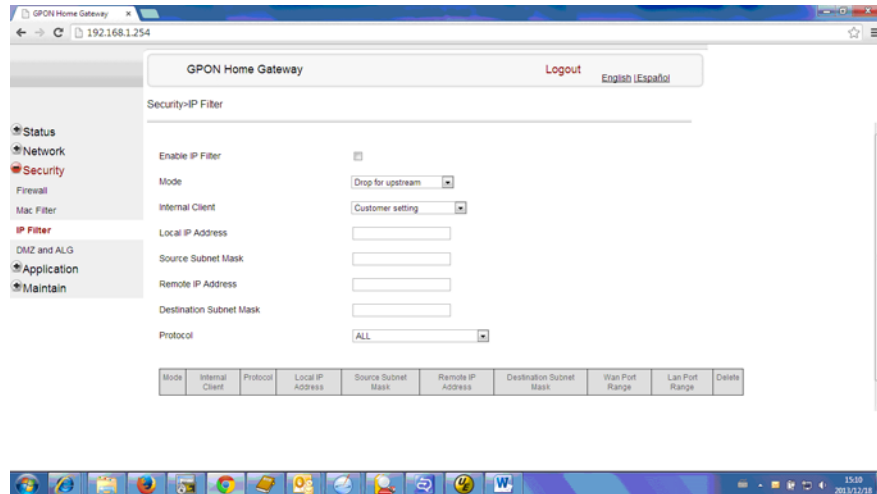 GPON Home Gateway
192.168.1.254
GPON Home Gateway
Logout
English | Español
Security>IP Filter
Status
Network
Security
Firewall
Mac Filter
IP Filter
DMZ and ALG
Application
Maintain
Enable IP Filter
Mode
Drop for upstream
Internal Client
Customer setting
Local IP Address
Source Subnet Mask
Remote IP Address
Destination Subnet Mask
Protocol
ALL
Mode Internal Client Protocol Local IP Address Source Subnet Mask Remote IP Address Destination Subnet Mask Wan Port Range Lan Port Range Delete
15:10
2013/12/18